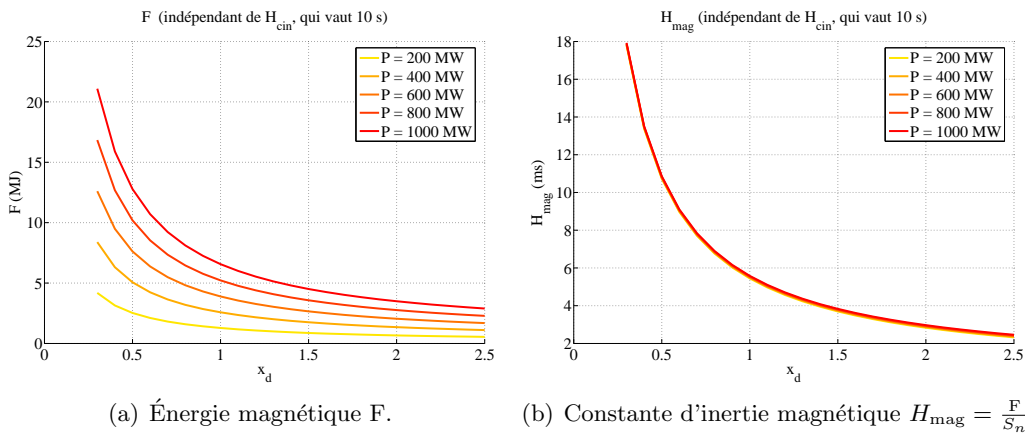 F (indépendant de H_cin, qui vaut 10 s)
25
20
15
10
5
0
F (MJ)
0
0.5
1
1.5
2
2.5
x_d
P = 200 MW
P = 400 MW
P = 600 MW
P = 800 MW
P = 1000 MW
(a) Énergie magnétique F.
H_mag (indépendant de H_cin, qui vaut 10 s)
18
16
14
12
10
8
6
4
2
H_mag (ms)
0
0.5
1
1.5
2
2.5
x_d
P = 200 MW
P = 400 MW
P = 600 MW
P = 800 MW
P = 1000 MW
(b) Constante d'inertie magnétique H_mag = F/S_n